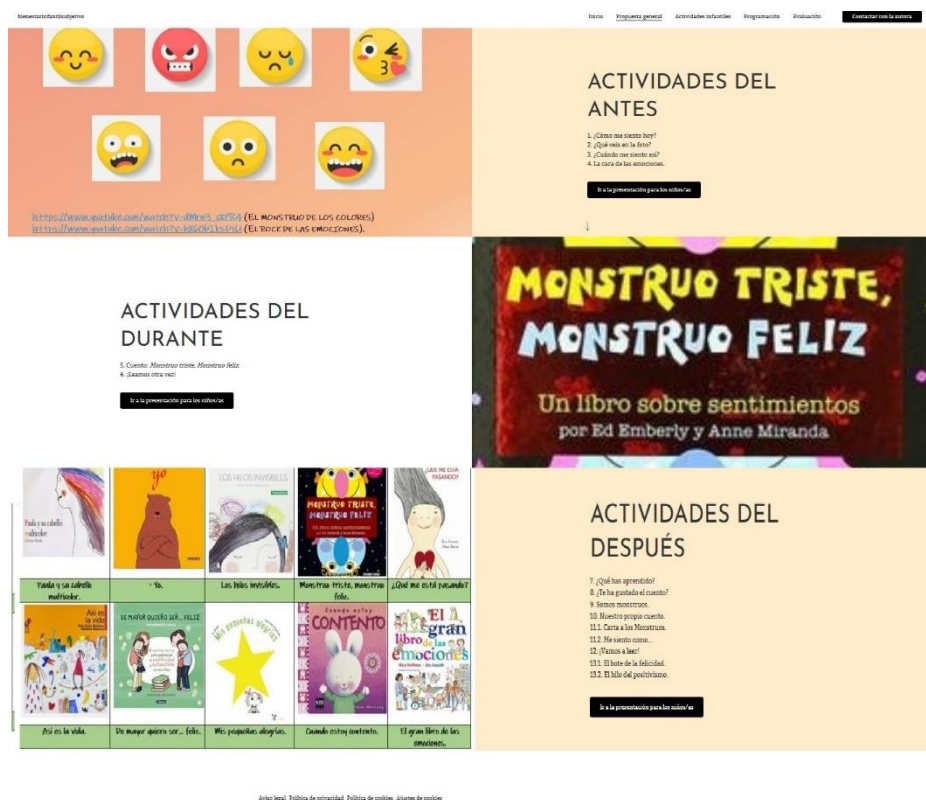 bienestarinfantilsubjetivo
Inicio Propuesta general Actividades infantiles Programación Evaluación Contactar con la autora
ACTIVIDADES DEL
ANTES
1. ¿Cómo me siento hoy?
2. ¿Qué veis en la foto?
3. ¿Cuándo me siento así?
4. La cara de las emociones.
Ir a la presentación para los niños/as
(EL MONSTRUO DE LOS COLORES)
(EL ROCK DE LAS EMOCIONES).
ACTIVIDADES DEL
DURANTE
5. Cuento: Monstruo triste, Monstruo feliz.
6. ¡Leamos otra vez!
Ir a la presentación para los niños/as
MONSTRUO TRISTE,
MONSTRUO FELIZ
Un libro sobre sentimientos
por Ed Emberly y Anne Miranda
Paula y su cabello
multicolor
yo
LOS HILOS INVISIBLES
MONSTRUO TRISTE,
MONSTRUO FELIZ
Un libro sobre sentimientos
¿QUÉ ME ESTÁ
PASANDO?
Paula y su cabello
multicolor.
- Yo.
Los hilos invisibles.
Monstruo triste, monstruo
feliz.
¿Qué me está pasando?
Así es
la vida
DE MAYOR QUIERO SER... FELIZ
Mis pequeñas alegrías
Cuando estoy
CONTENTO
El
gran
libro de las
emociones
Así es la vida.
De mayor quiero ser... feliz.
Mis pequeñas alegrías.
Cuando estoy contento.
El gran libro de las
emociones.
ACTIVIDADES DEL
DESPUÉS
7. ¿Qué has aprendido?
8. ¿Te ha gustado el cuento?
9. Somos monstruos.
10. Nuestro propio cuento.
11.1. Carta a los Monstruos.
11.2. Me siento como...
12. ¡Vamos a leer!
13.1. El bote de la felicidad.
13.2. El hilo del positivismo.
Ir a la presentación para los niños/as
Aviso legal Política de privacidad Política de cookies Ajustes de cookies